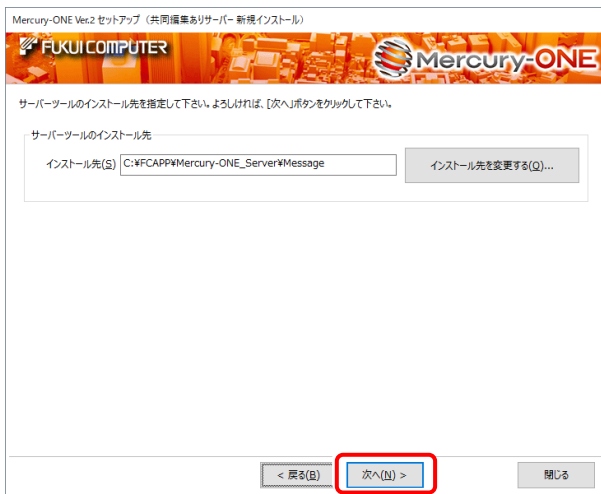 Mercury-ONE Ver.2 セットアップ（共同編集ありサーバー 新規インストール）
FUKUI COMPUTER
Mercury-ONE
サーバーツールのインストール先を指定して下さい。よろしければ、[次へ]ボタンをクリックして下さい。
サーバーツールのインストール先
インストール先(S) C:¥FCAPP¥Mercury-ONE_Server¥Message インストール先を変更する(Q)...
< 戻る(B) 次へ(N) > 閉じる